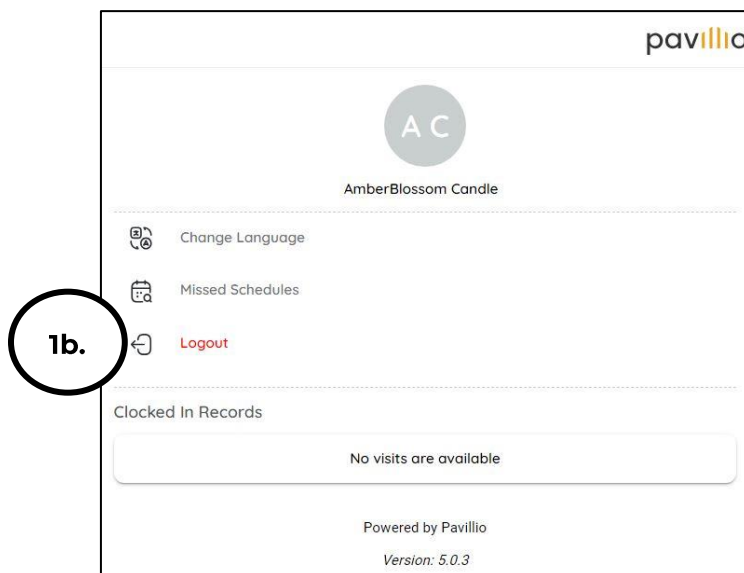 pavillio
A C
AmberBlossom Candle
Change Language
Missed Schedules
1b.
Logout
Clocked In Records
No visits are available
Powered by Pavillio
Version: 5.0.3